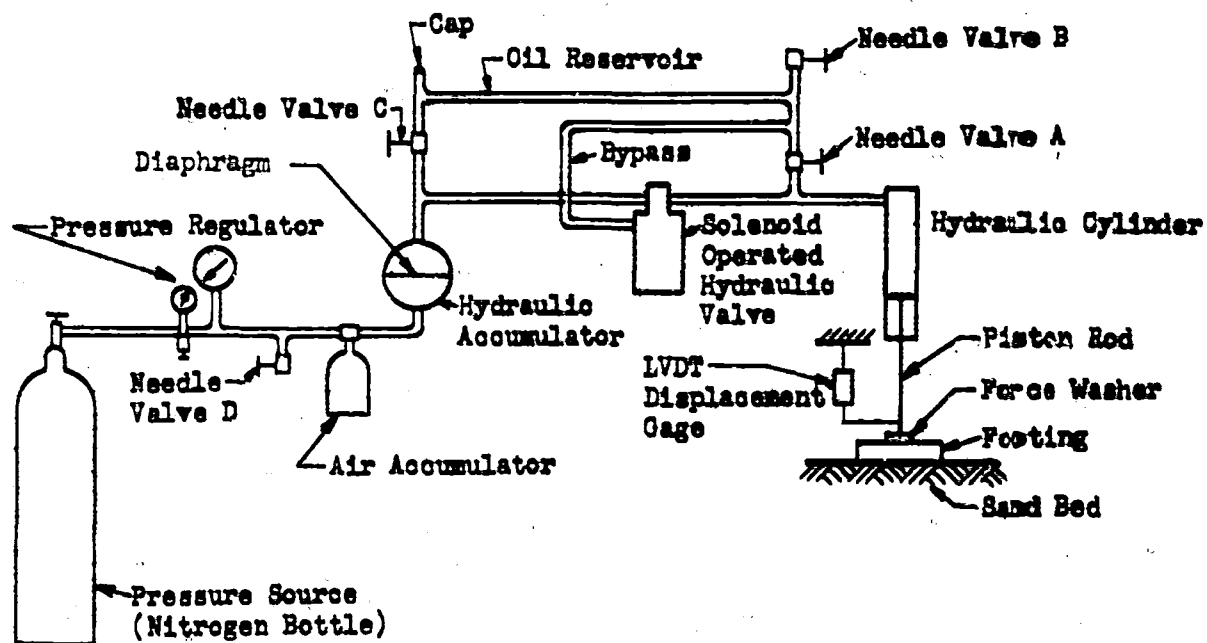 Cap
Needle Valve B
Oil Reservoir
Needle Valve C
Needle Valve A
Bypass
Diaphragm
Pressure Regulator
Solenoid
Operated
Hydraulic
Valve
Hydraulic Cylinder
Hydraulic
Accumulator
Needle
Valve D
LVDT
Displacement
Gage
Piston Rod
Force Washer
Footing
Air Accumulator
Sand Bed
Pressure Source
(Nitrogen Bottle)